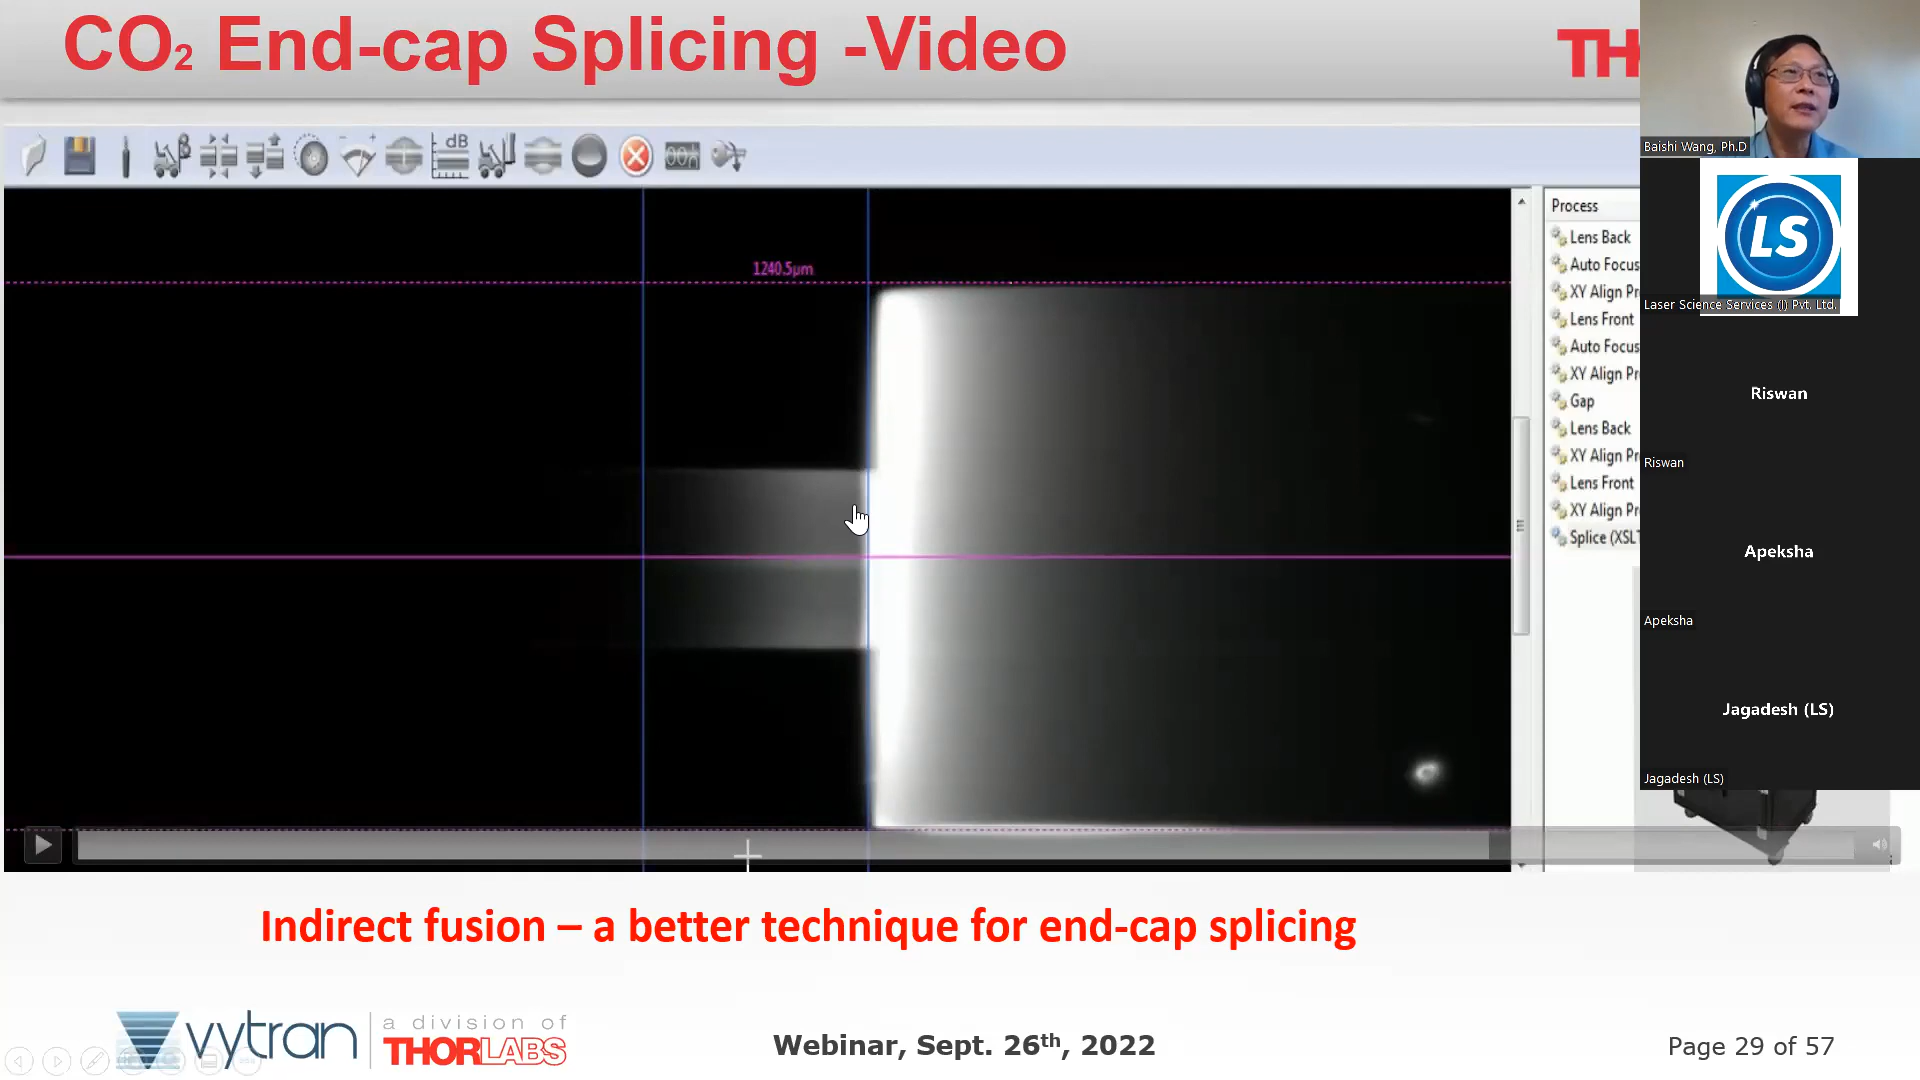 CO₂ End-cap Splicing -Video
TH
Baishi Wang, Ph.D
LS
Laser Science Services (I) Pvt. Ltd.
dB
Process
Lens Back
Auto Focus
XY Align Pr
Lens Front
Auto Focus
XY Align Pr
Gap
Lens Back
XY Align Pr
Lens Front
XY Align Pr
Splice (XSLT
1240.5µm
Riswan
Riswan
Apeksha
Apeksha
Jagadesh (LS)
Jagadesh (LS)
Indirect fusion – a better technique for end-cap splicing
vytran
a division of
THORLABS
Webinar, Sept. 26th, 2022
Page 29 of 57